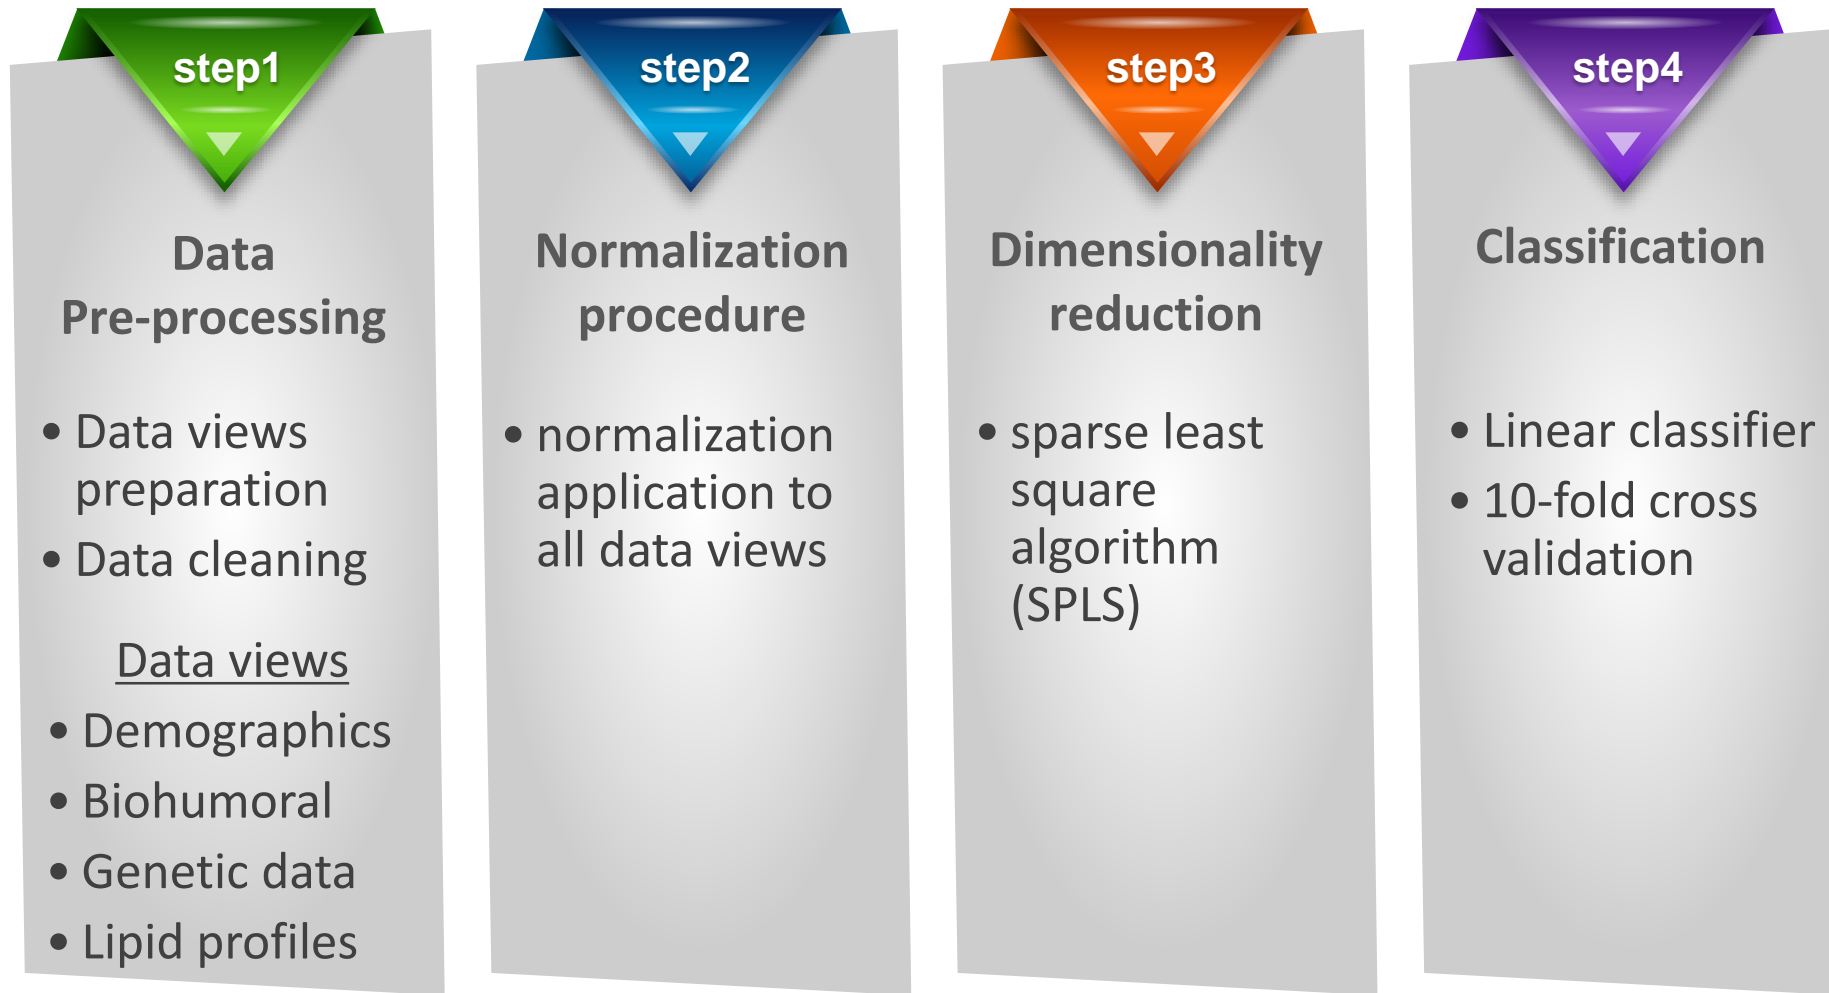 step1
Data
Pre-processing
• Data views
preparation
• Data cleaning
Data views
• Demographics
• Biohumoral
• Genetic data
• Lipid profiles
step2
Normalization
procedure
• normalization
application to
all data views
step3
Dimensionality
reduction
• sparse least
square
algorithm
(SPLS)
step4
Classification
• Linear classifier
• 10-fold cross
validation